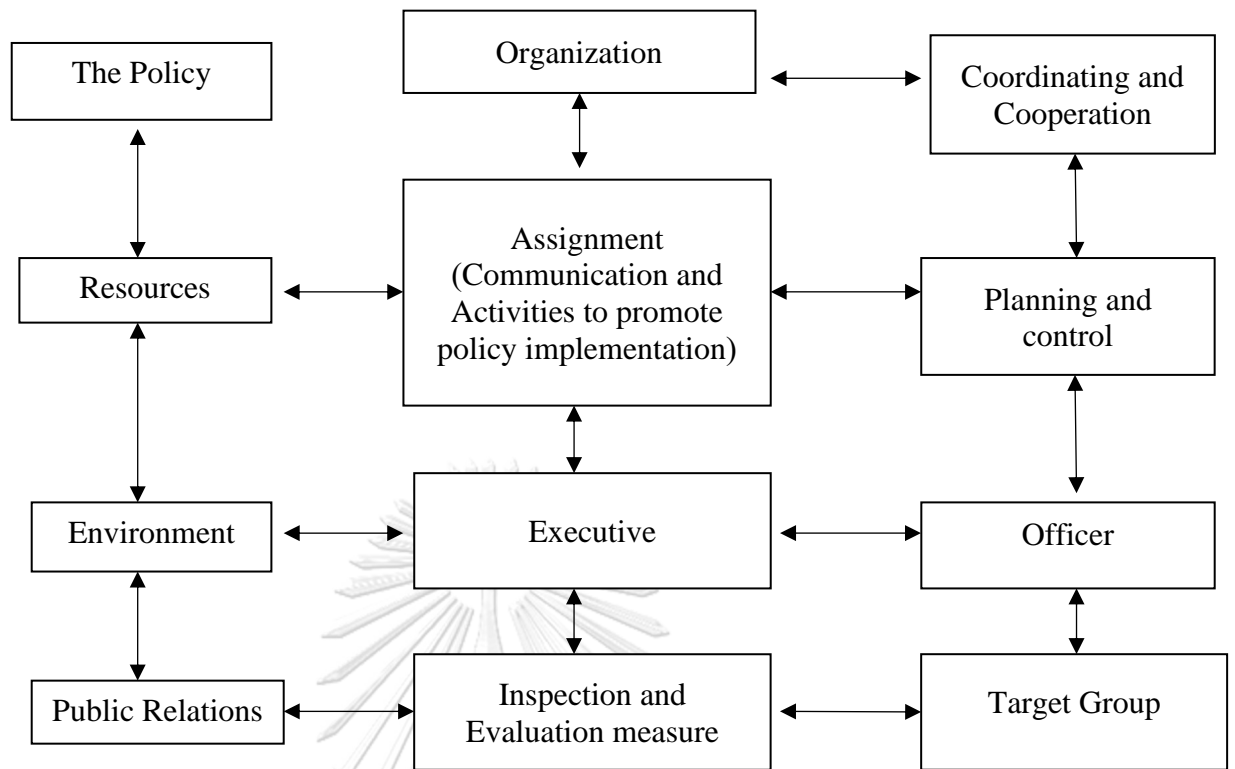 The Policy
Organization
Coordinating and
Cooperation
Resources
Assignment
(Communication and
Activities to promote
policy implementation)
Planning and
control
Environment
Executive
Officer
Public Relations
Inspection and
Evaluation measure
Target Group